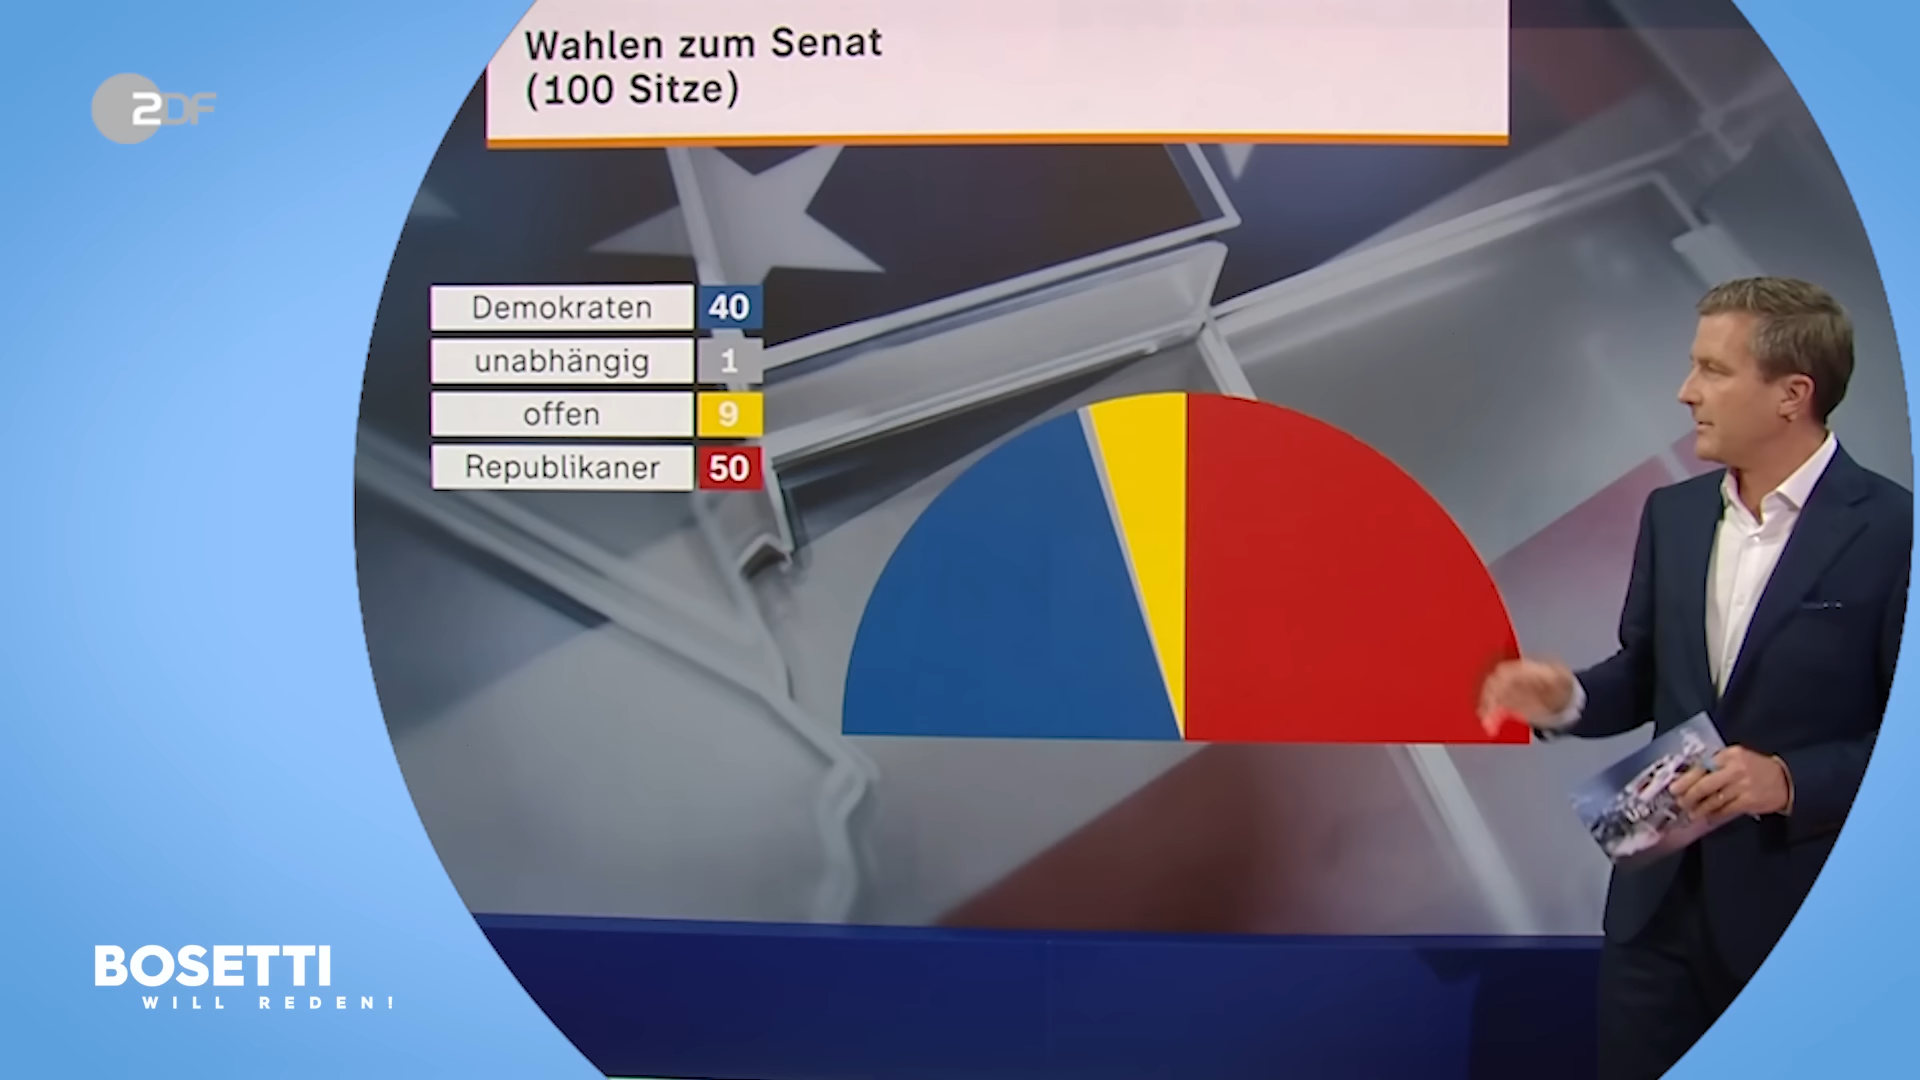 Wahlen zum Senat
(100 Sitze)
ZDF
Demokraten 40
unabhängig 1
offen 9
Republikaner 50
BOSETTI
WILL REDEN!